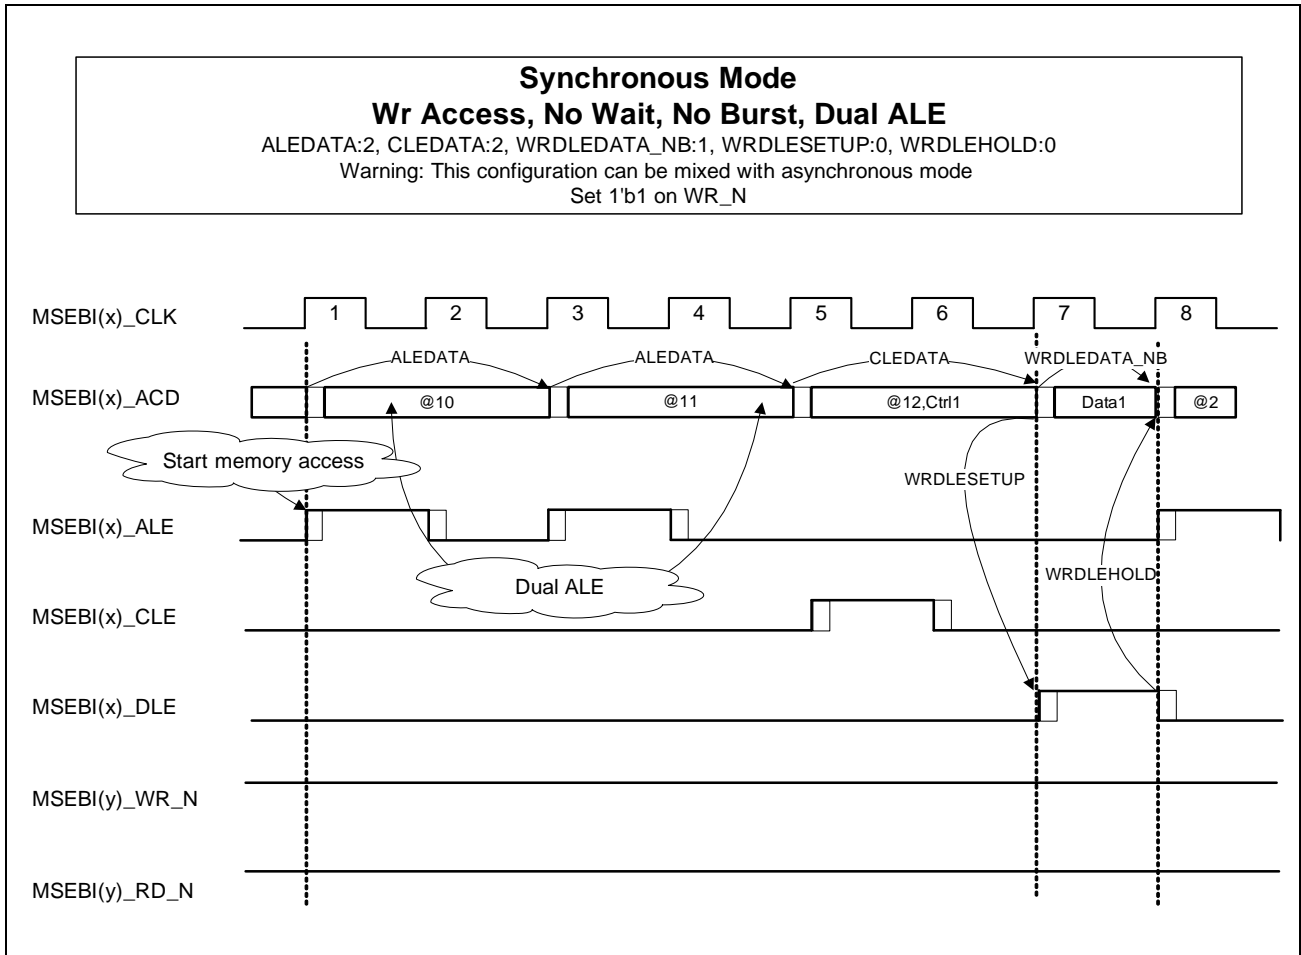 Synchronous Mode
Wr Access, No Wait, No Burst, Dual ALE
ALEDATA:2, CLEDATA:2, WRDLEDATA_NB:1, WRDLESETUP:0, WRDLEHOLD:0
Warning: This configuration can be mixed with asynchronous mode
Set 1'b1 on WR_N
MSEBI(x)_CLK 1 2 3 4 5 6 7 8
ALEDATA ALEDATA CLEDATA WRDLEDATA_NB
MSEBI(x)_ACD @10 @11 @12,Ctrl1 Data1 @2
Start memory access
WRDLESETUP
MSEBI(x)_ALE
WRDLEHOLD
Dual ALE
MSEBI(x)_CLE
MSEBI(x)_DLE
MSEBI(y)_WR_N
MSEBI(y)_RD_N